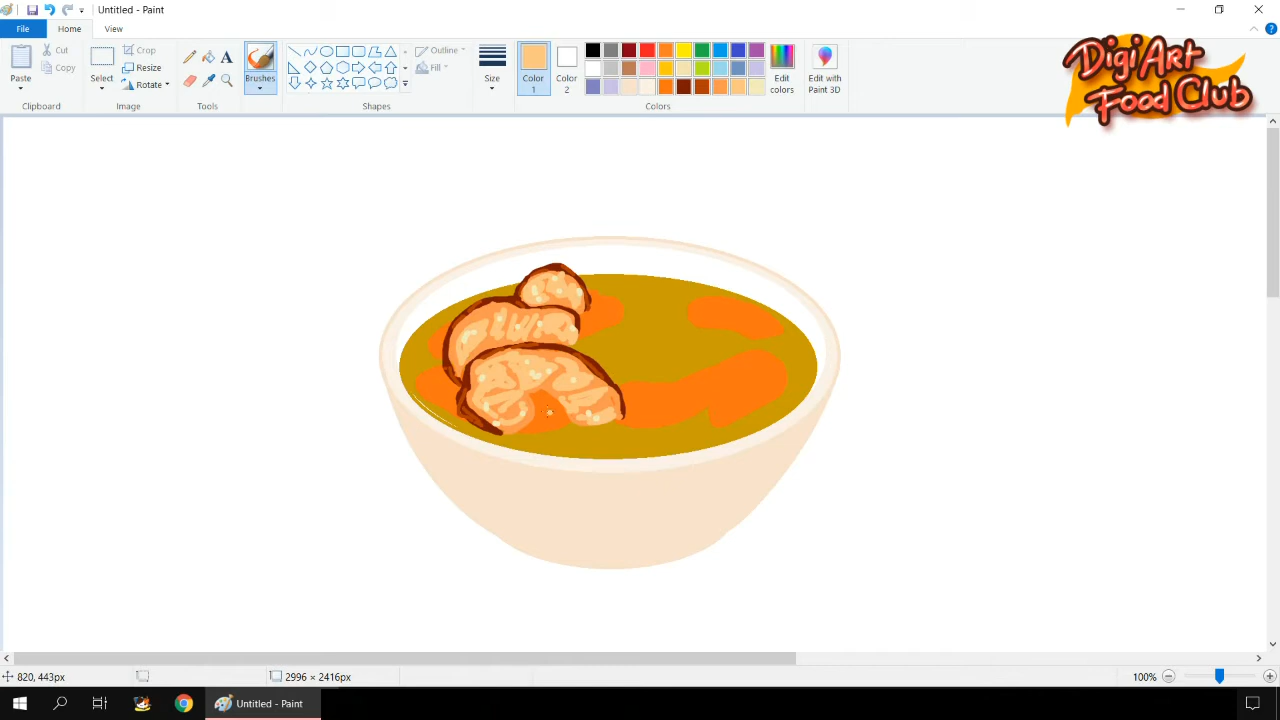 Untitled - Paint
File
Home
View
Paste
Cut
Copy
Clipboard
Select
Crop
Resize
Rotate
Image
Tools
Brushes
Shapes
Outline
Fill
Size
Color 1
Color 2
Colors
Edit colors
Edit with Paint 3D
DigiArt
Food Club
820, 443px
2996 × 2416px
100%
Untitled - Paint